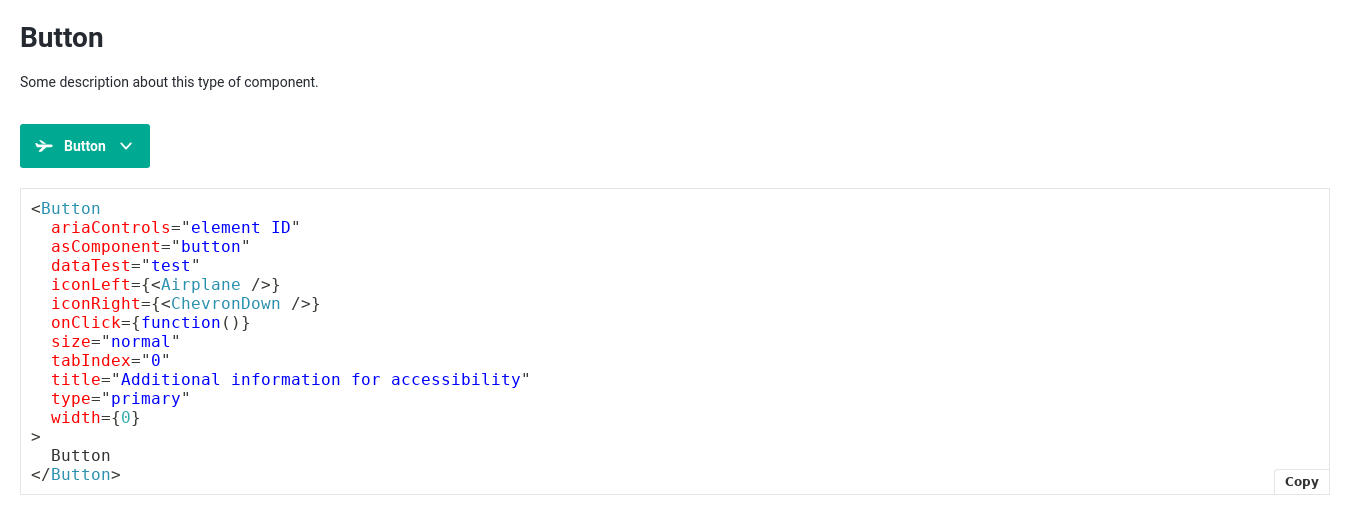 Button
Some description about this type of component.
Button
<Button
  ariaControls="element ID"
  asComponent="button"
  dataTest="test"
  iconLeft={<Airplane />}
  iconRight={<ChevronDown />}
  onClick={function()}
  size="normal"
  tabIndex="0"
  title="Additional information for accessibility"
  type="primary"
  width={0}
>
  Button
</Button>
Copy